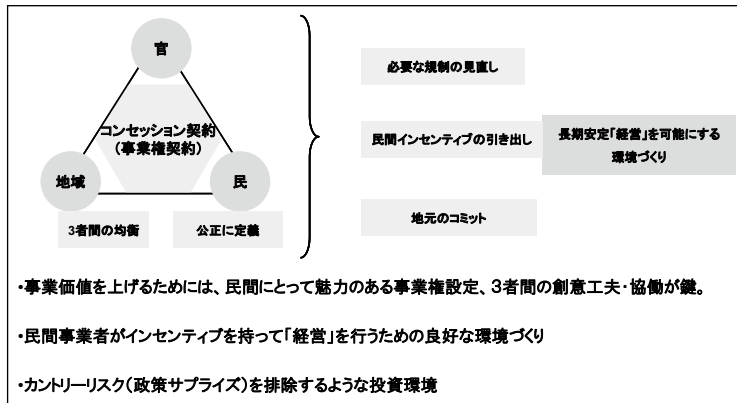 官
コンセッション契約
(事業権契約)
地域
民
3者間の均衡
公正に定義
必要な規制の見直し
民間インセンティブの引き出し
長期安定「経営」を可能にする
環境づくり
地元のコミット
・事業価値を上げるためには、民間にとって魅力のある事業権設定、3者間の創意工夫・協働が鍵。
・民間事業者がインセンティブを持って「経営」を行うための良好な環境づくり
・カントリーリスク(政策サプライズ)を排除するような投資環境